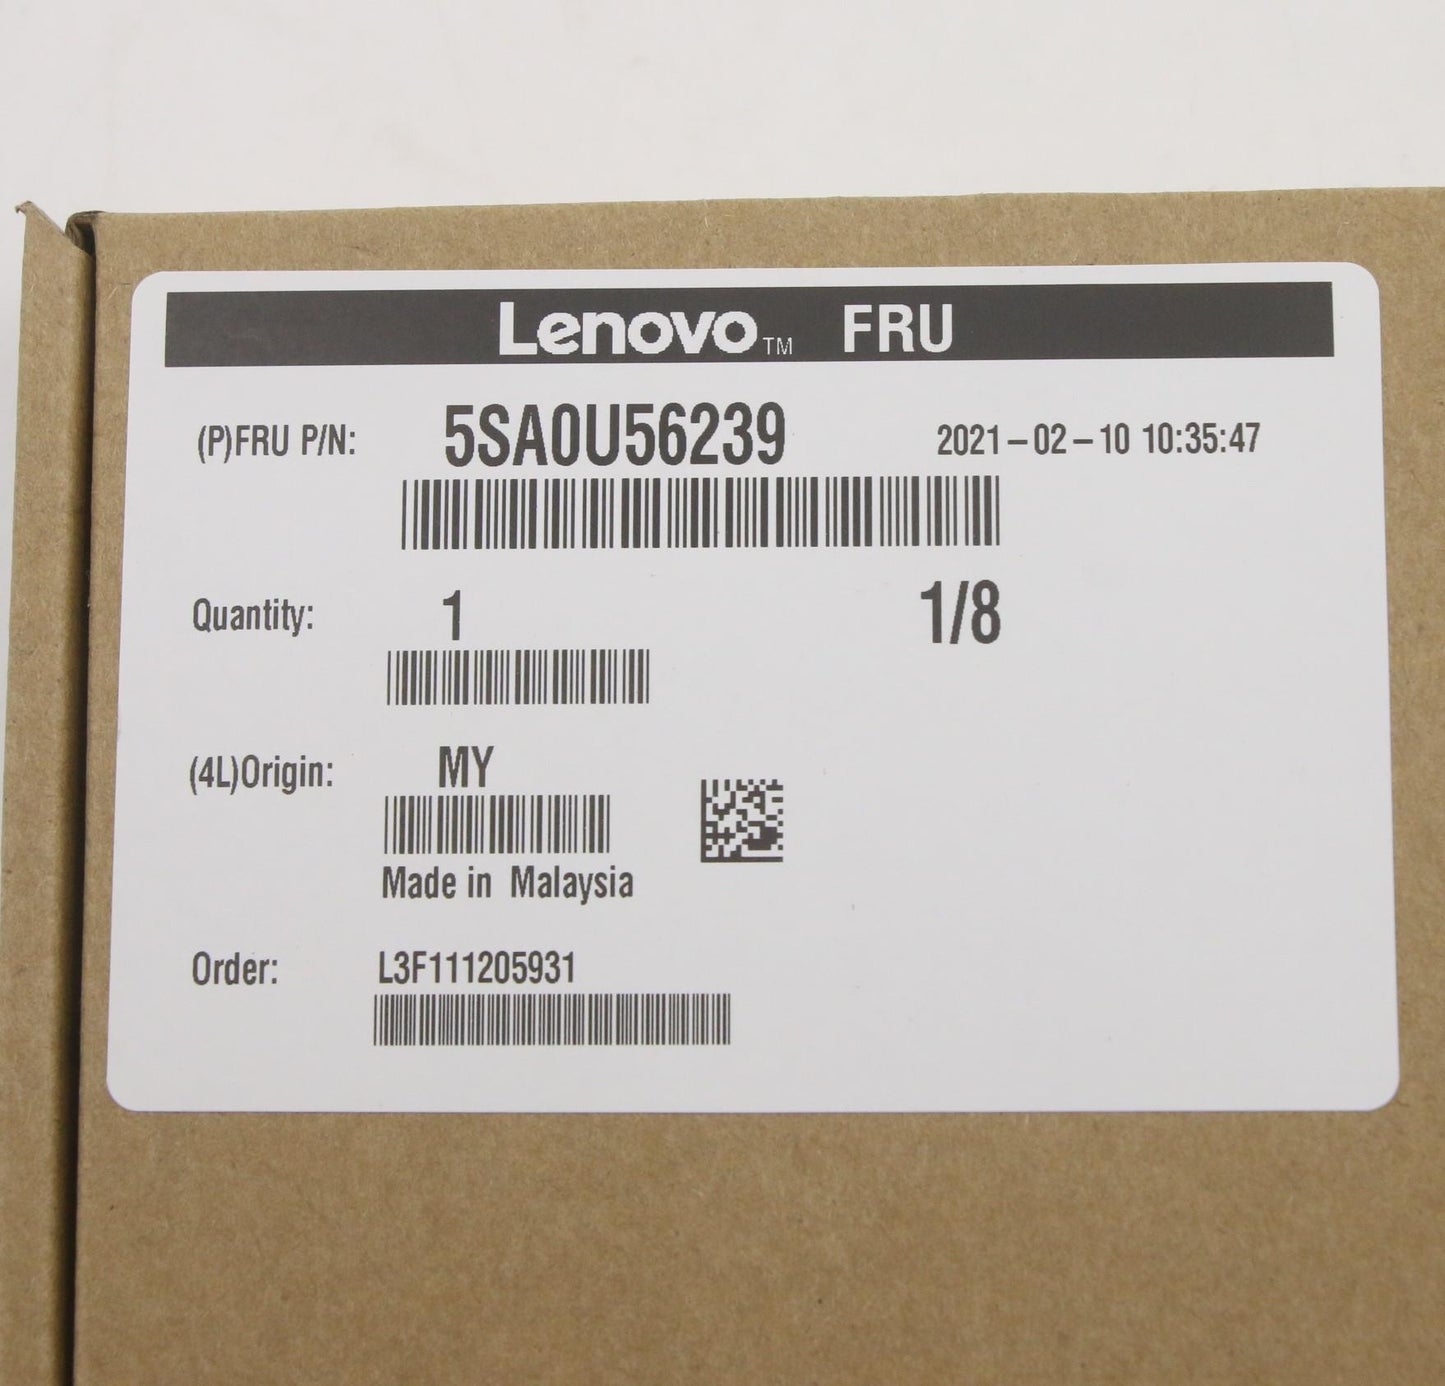 Lenovo™ FRU
(P)FRU P/N: 5SA0U56239 2021-02-10 10:35:47
Quantity: 1 1/8
(4L)Origin: MY
Made in Malaysia
Order: L3F111205931